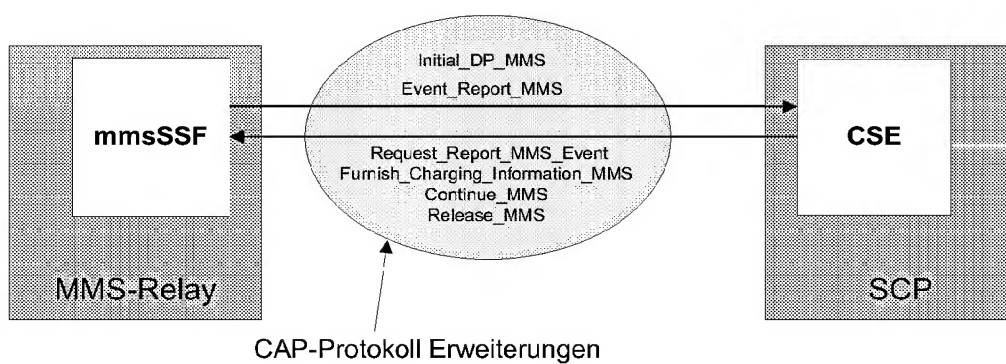 Initial_DP_MMS
Event_Report_MMS
mmsSSF
CSE
Request_Report_MMS_Event
Furnish_Charging_Information_MMS
Continue_MMS
Release_MMS
MMS-Relay
SCP
CAP-Protokoll Erweiterungen